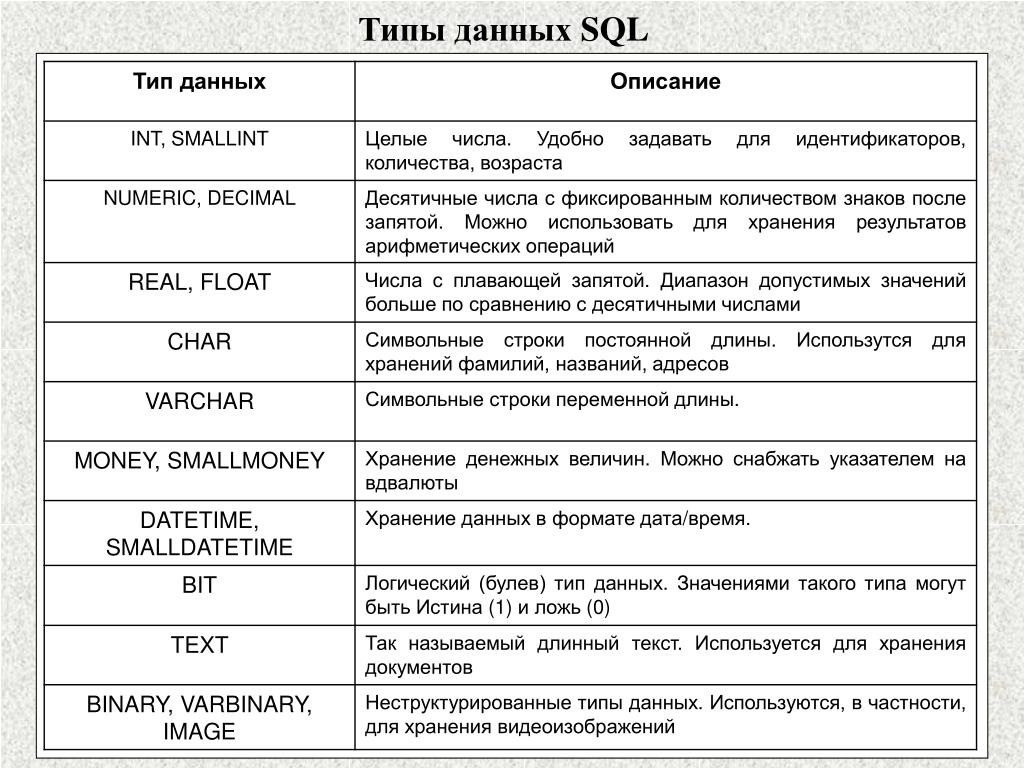 Типы данных SQL
Тип данных
Описание
INT, SMALLINT
Целые числа. Удобно задавать для идентификаторов,
количества, возраста
NUMERIC, DECIMAL
Десятичные числа с фиксированным количеством знаков после
запятой. Можно использовать для хранения результатов
арифметических операций
REAL, FLOAT
Числа с плавающей запятой. Диапазон допустимых значений
больше по сравнению с десятичными числами
CHAR
Символьные строки постоянной длины. Использутся для
хранений фамилий, названий, адресов
VARCHAR
Символьные строки переменной длины.
MONEY, SMALLMONEY
Хранение денежных величин. Можно снабжать указателем на
вдвалюты
DATETIME,
SMALLDATETIME
Хранение данных в формате дата/время.
BIT
Логический (булев) тип данных. Значениями такого типа могут
быть Истина (1) и ложь (0)
TEXT
Так называемый длинный текст. Используется для хранения
документов
BINARY, VARBINARY,
IMAGE
Неструктурированные типы данных. Используются, в частности,
для хранения видеоизображений